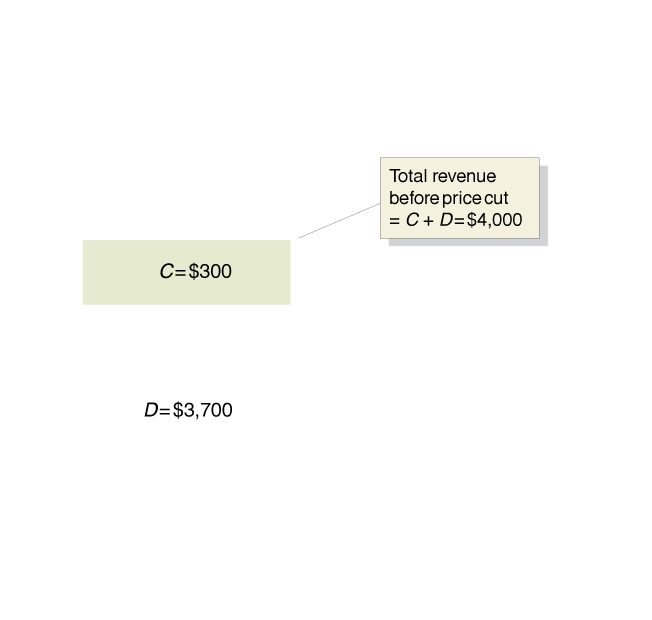 Total revenue
before price cut
= C + D=$4,000
C=$300
D=$3,700